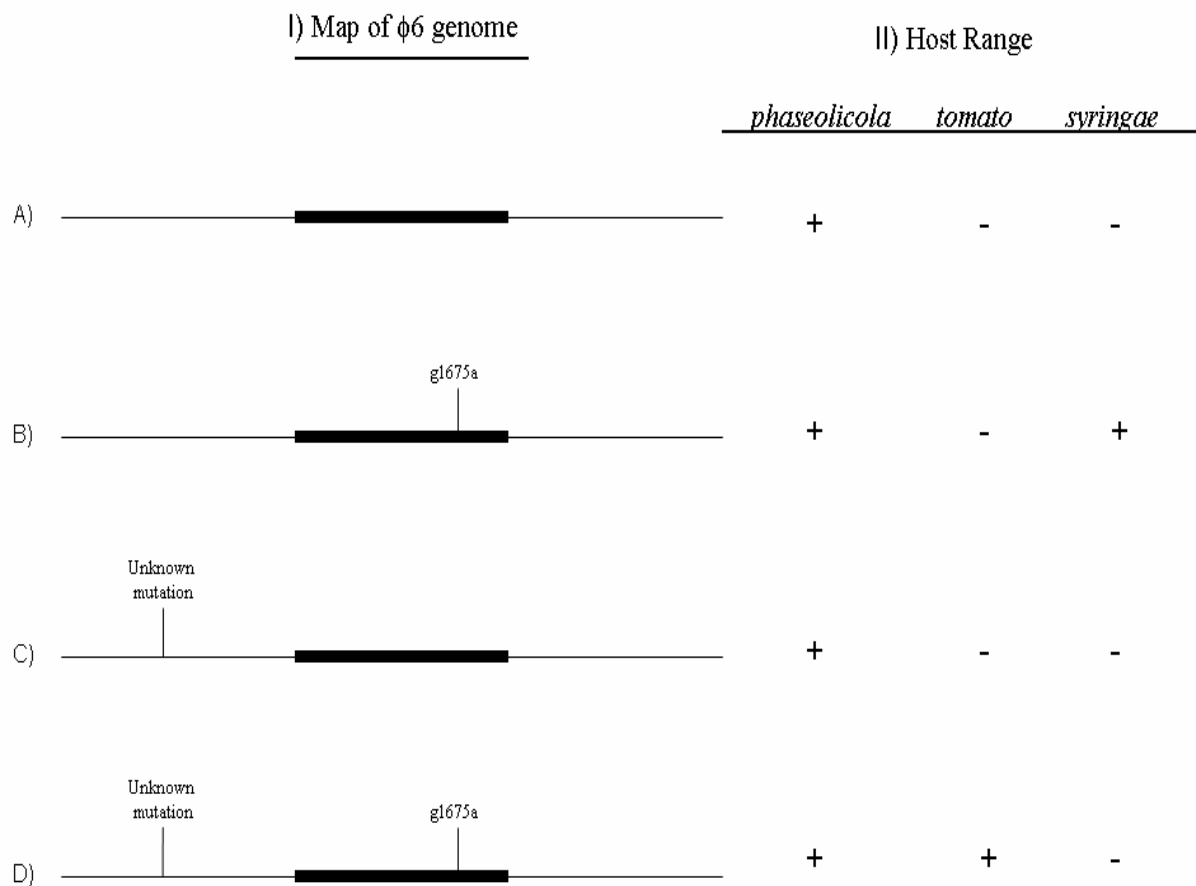 I) Map of ϕ6 genome
II) Host Range
phaseolicola tomato syringae
A) + - -
g1675a
B) + - +
Unknown
mutation
C) + - -
Unknown
mutation
g1675a
D) + + -